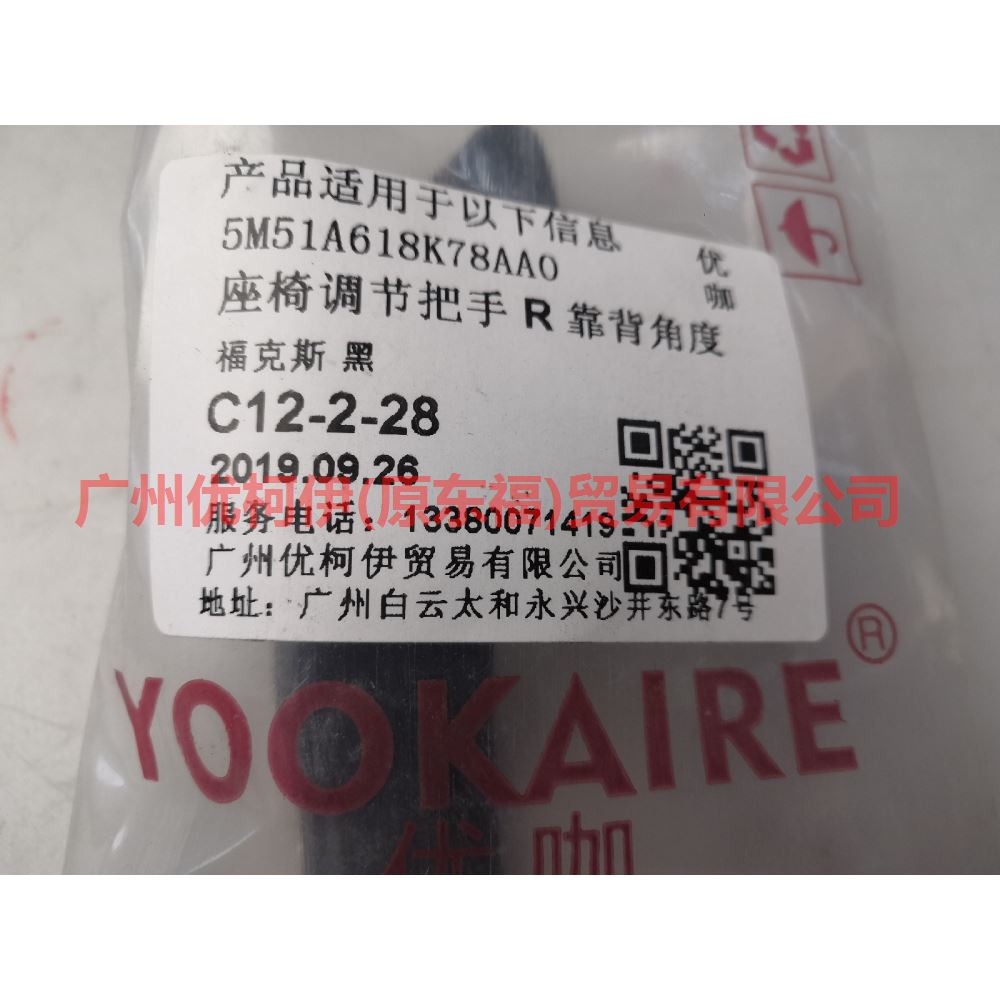 产品适用于以下信息
5M51A618K78AAO
优咖
座椅调节把手 R 靠背角度
福克斯 黑
C12-2-28
2019.09.26
广州优柯伊(原东福)贸易有限公司
服务电话：13380071419
广州优柯伊贸易有限公司
地址：广州白云太和永兴沙井东路7号
YOOKAIRE®
优咖